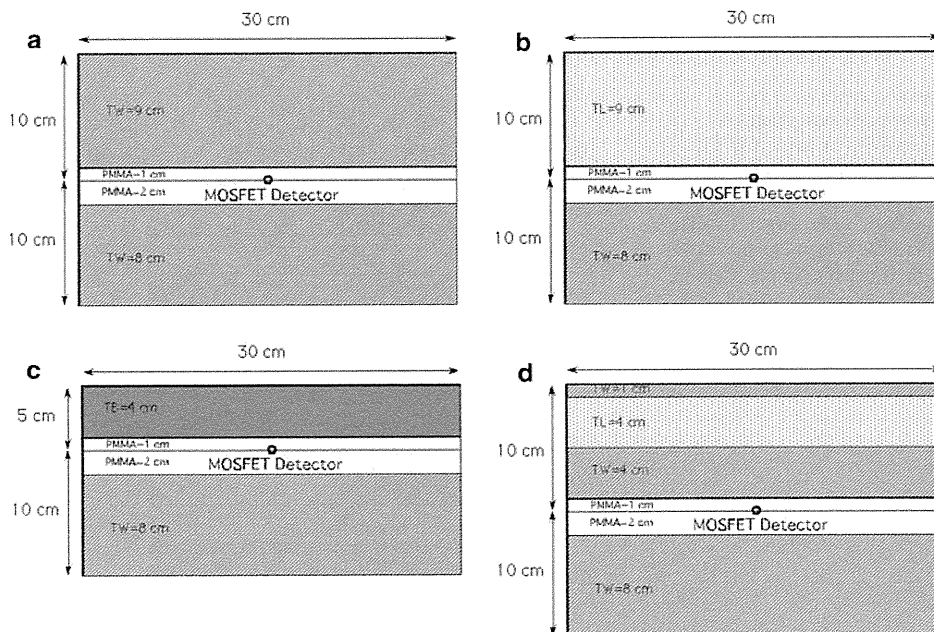 30 cm
a
10 cm
TW=9 cm
PMMA-1 cm
PMMA-2 cm
MOSFET Detector
10 cm
TW=8 cm
30 cm
b
10 cm
TL=9 cm
PMMA-1 cm
PMMA-2 cm
MOSFET Detector
10 cm
TW=8 cm
30 cm
c
5 cm
TB=4 cm
PMMA-1 cm
PMMA-2 cm
MOSFET Detector
10 cm
TW=8 cm
30 cm
d
TW=1 cm
10 cm
TL=4 cm
TW=4 cm
PMMA-1 cm
PMMA-2 cm
MOSFET Detector
10 cm
TW=8 cm